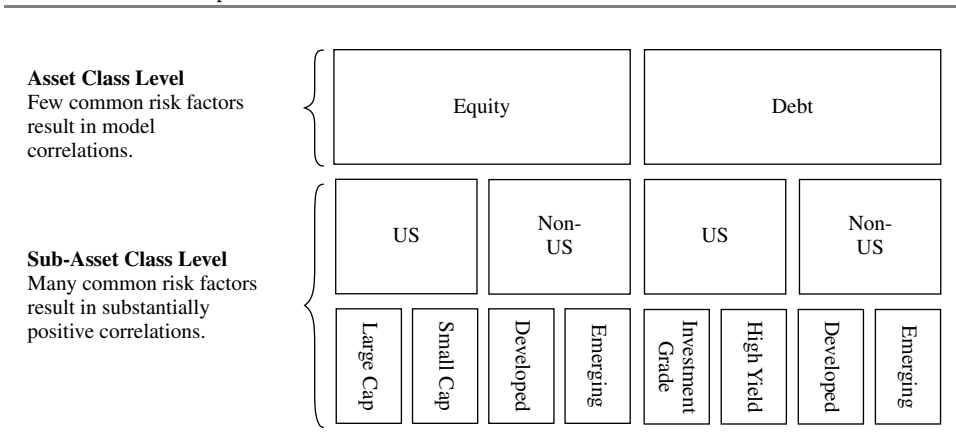 Asset Class Level
Few common risk factors
result in model
correlations.
Equity
Debt
Sub-Asset Class Level
Many common risk factors
result in substantially
positive correlations.
US
Non-
US
US
Non-
US
Large Cap
Small Cap
Developed
Emerging
Investment
Grade
High Yield
Developed
Emerging